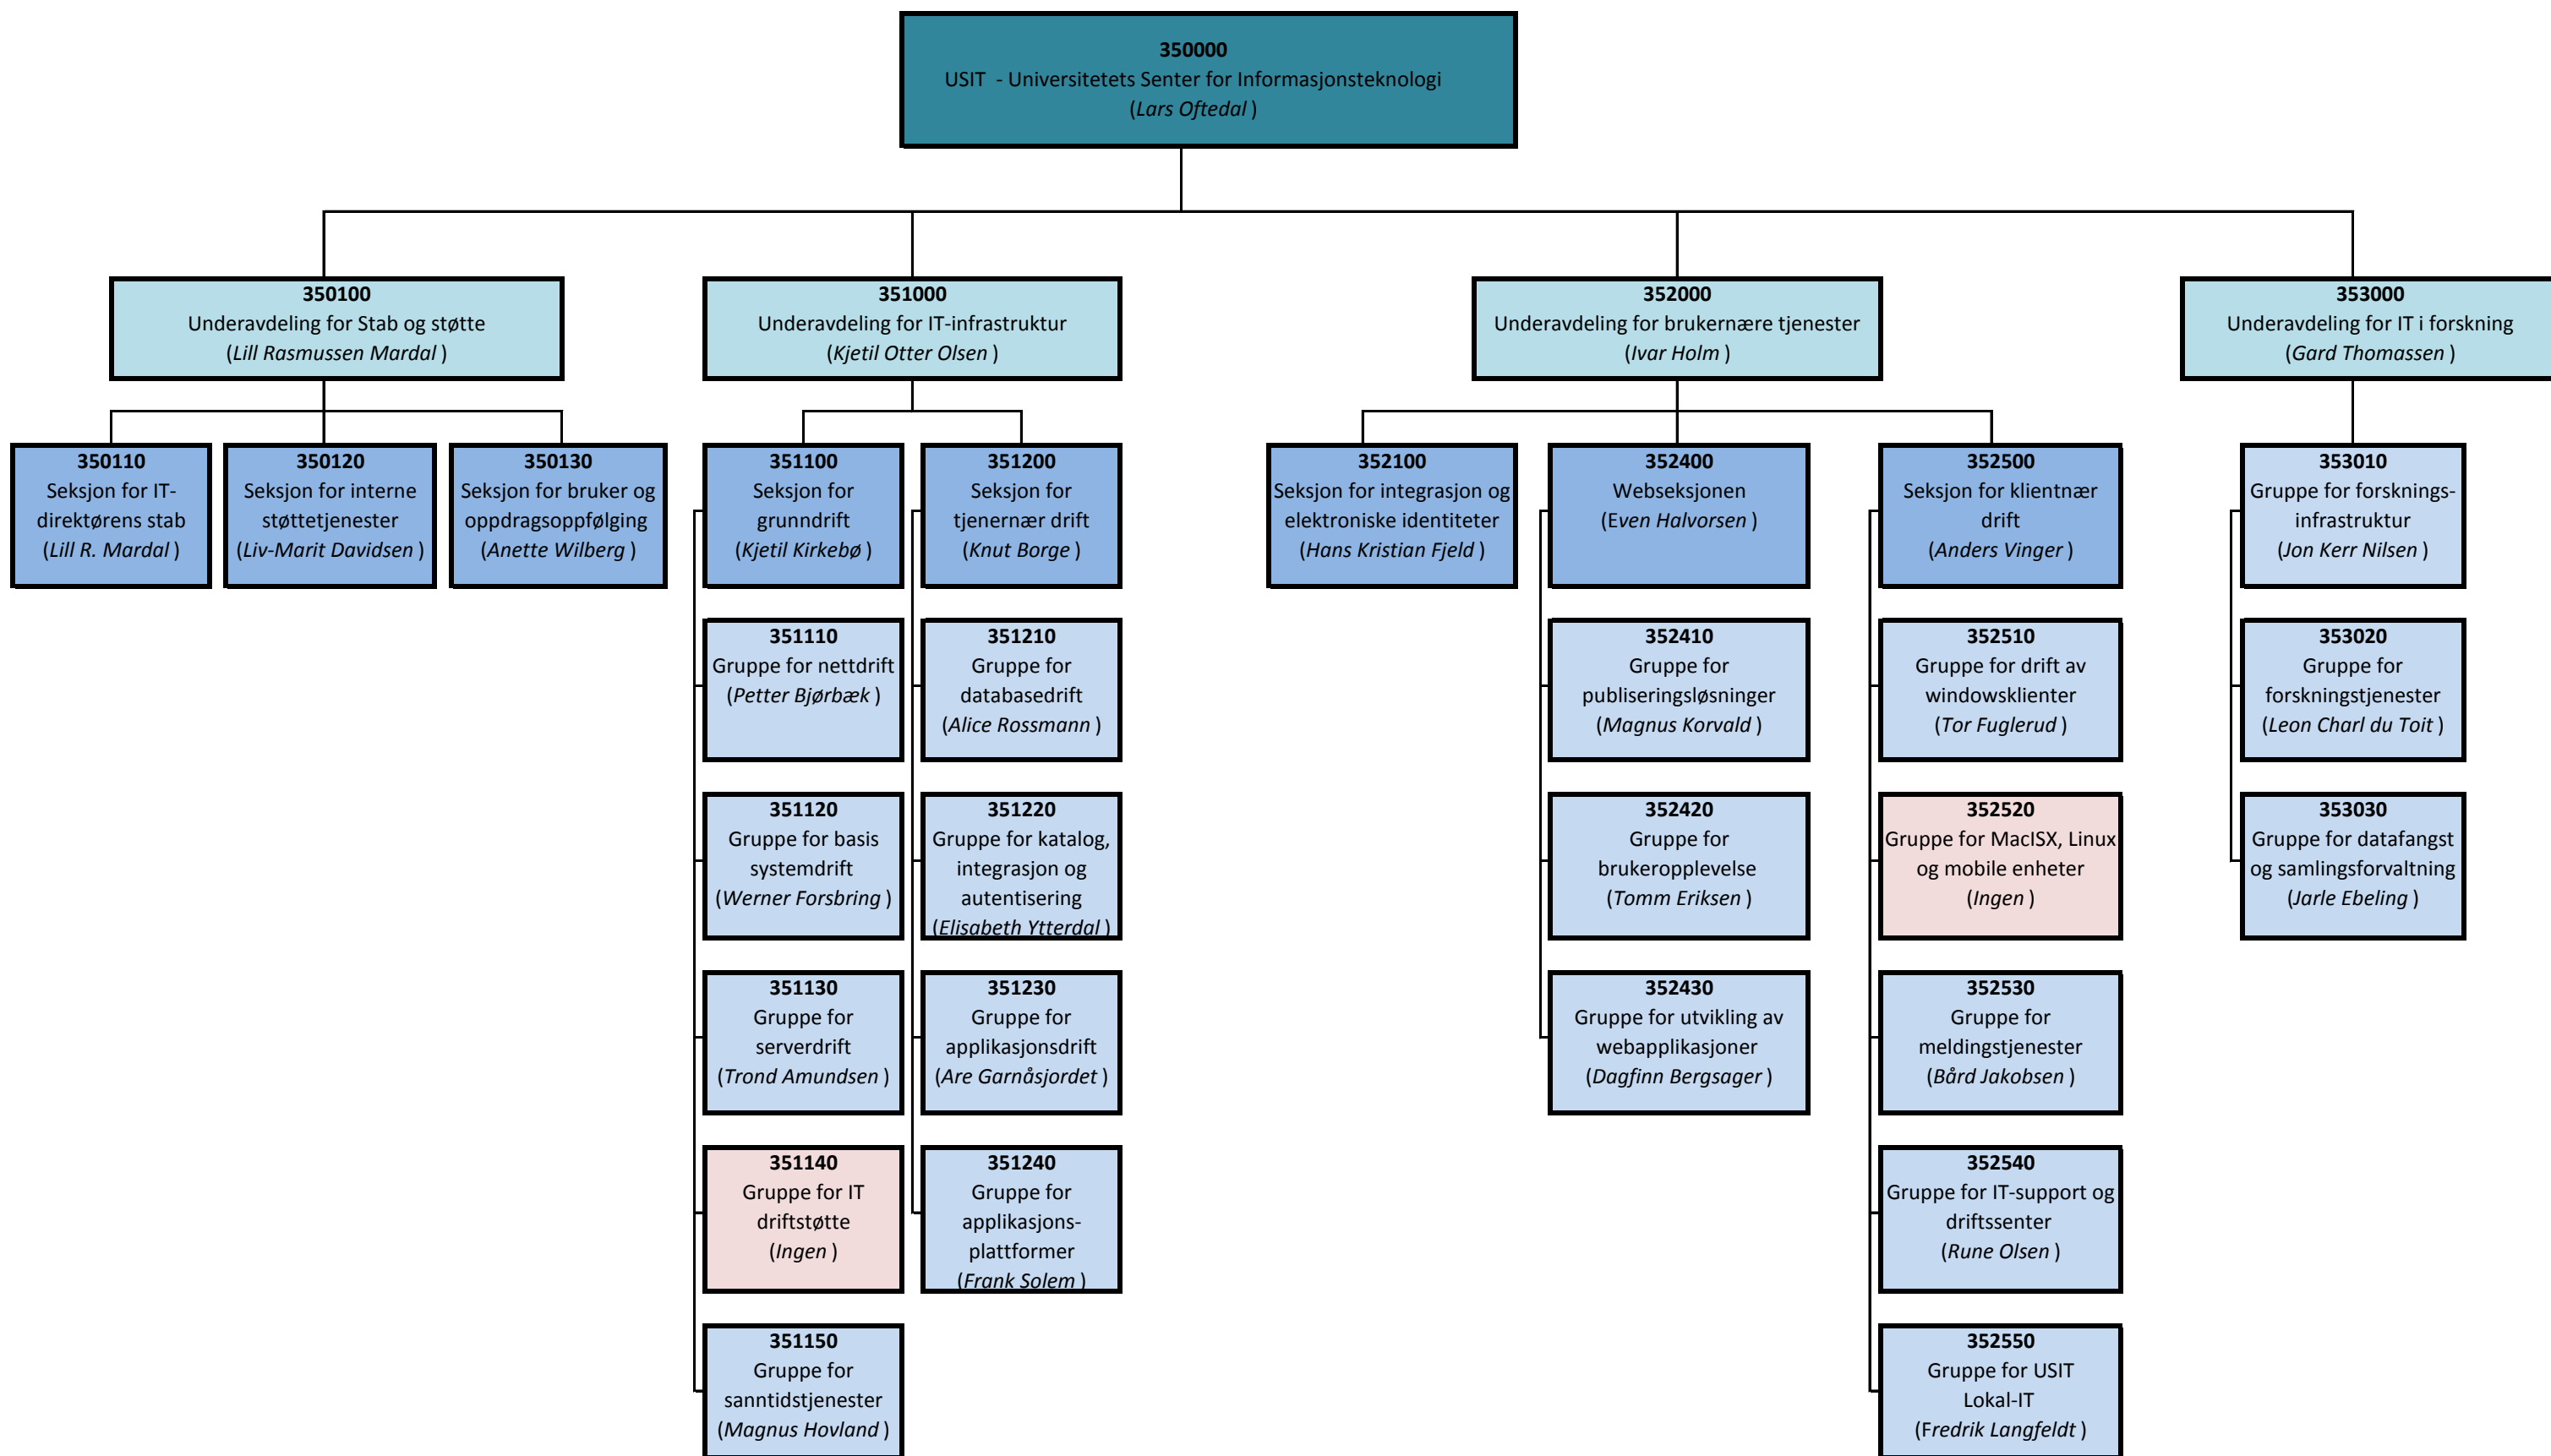 350000
USIT - Universitetets Senter for Informasjonsteknologi
(Lars Oftedal )
350100
Underavdeling for Stab og støtte
(Lill Rasmussen Mardal )
351000
Underavdeling for IT-infrastruktur
(Kjetil Otter Olsen )
352000
Underavdeling for brukernære tjenester
(Ivar Holm )
353000
Underavdeling for IT i forskning
(Gard Thomassen )
350110
Seksjon for IT-
direktørens stab
(Lill R. Mardal )
350120
Seksjon for interne
støttetjenester
(Liv-Marit Davidsen )
350130
Seksjon for bruker og
oppdragsoppfølging
(Anette Wilberg )
351100
Seksjon for
grunndrift
(Kjetil Kirkebø )
351200
Seksjon for
tjenernær drift
(Knut Borge )
352100
Seksjon for integrasjon og
elektroniske identiteter
(Hans Kristian Fjeld )
352400
Webseksjonen
(Even Halvorsen )
352500
Seksjon for klientnær
drift
(Anders Vinger )
353010
Gruppe for forsknings-
infrastruktur
(Jon Kerr Nilsen )
351110
Gruppe for nettdrift
(Petter Bjørbæk )
351210
Gruppe for
databasedrift
(Alice Rossmann )
352410
Gruppe for
publiseringsløsninger
(Magnus Korvald )
352510
Gruppe for drift av
windowsklienter
(Tor Fuglerud )
353020
Gruppe for
forskningstjenester
(Leon Charl du Toit )
351120
Gruppe for basis
systemdrift
(Werner Forsbring )
351220
Gruppe for katalog,
integrasjon og
autentisering
(Elisabeth Ytterdal )
352420
Gruppe for
brukeropplevelse
(Tomm Eriksen )
352520
Gruppe for MacISX, Linux
og mobile enheter
(Ingen )
353030
Gruppe for datafangst
og samlingsforvaltning
(Jarle Ebeling )
351130
Gruppe for
serverdrift
(Trond Amundsen )
351230
Gruppe for
applikasjonsdrift
(Are Garnåsjordet )
352430
Gruppe for utvikling av
webapplikasjoner
(Dagfinn Bergsager )
352530
Gruppe for
meldingstjenester
(Bård Jakobsen )
351140
Gruppe for IT
driftstøtte
(Ingen )
351240
Gruppe for
applikasjons-
plattformer
(Frank Solem )
352540
Gruppe for IT-support og
driftssenter
(Rune Olsen )
351150
Gruppe for
sanntidstjenester
(Magnus Hovland )
352550
Gruppe for USIT
Lokal-IT
(Fredrik Langfeldt )